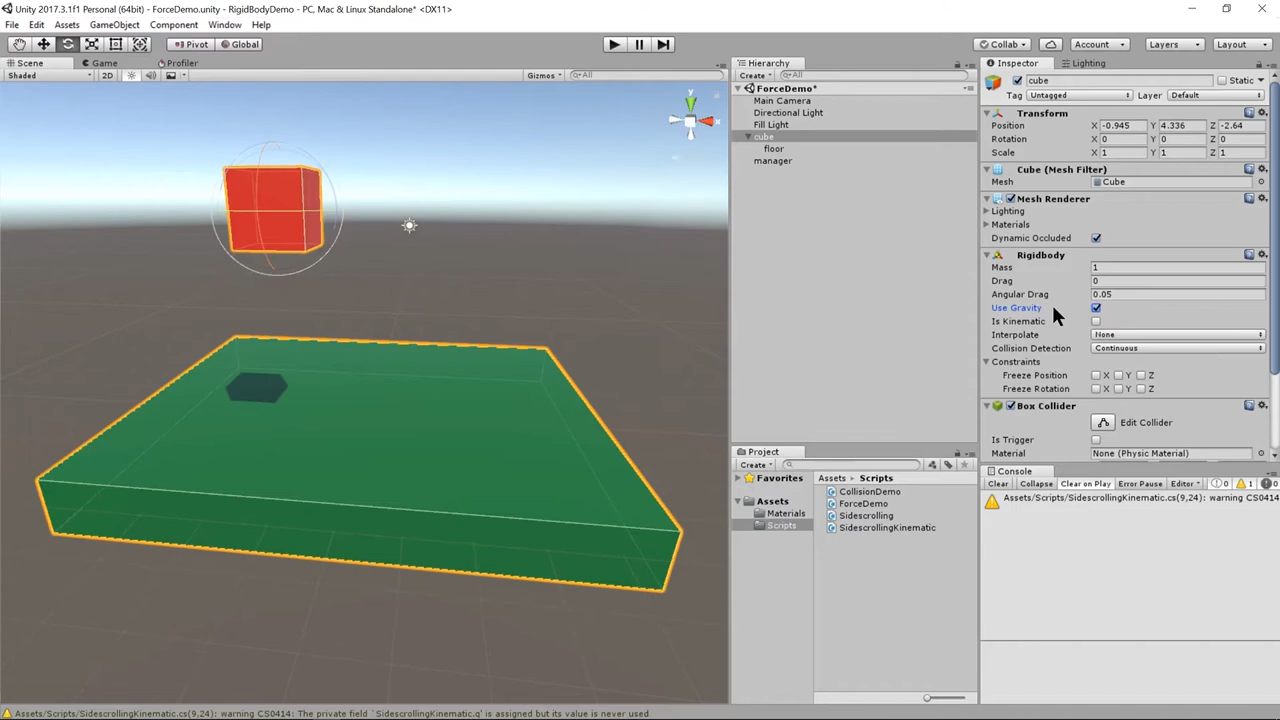 Unity 2017.3.1f1 Personal (64bit) - ForceDemo.unity - RigidBodyDemo - PC, Mac & Linux Standalone* <DX11>
File Edit Assets GameObject Component Window Help
Pivot Global Collab Account Layers Layout
Scene Game Profiler
Shaded 2D Gizmos All
y
Hierarchy
Create All
ForceDemo*
Main Camera
Directional Light
Fill Light
cube
floor
manager
Project
Create
Favorites
Assets
Materials
Scripts
Assets Scripts
CollisionDemo
ForceDemo
Sidescrolling
SidescrollingKinematic
Inspector Lighting
cube Static
Tag Untagged Layer Default
Transform
Position X -0.945 Y 4.336 Z -2.64
Rotation X 0 Y 0 Z 0
Scale X 1 Y 1 Z 1
Cube (Mesh Filter)
Mesh Cube
Mesh Renderer
Lighting
Materials
Dynamic Occluded
Rigidbody
Mass 1
Drag 0
Angular Drag 0.05
Use Gravity
Is Kinematic
Interpolate None
Collision Detection Continuous
Constraints
Freeze Position X Y Z
Freeze Rotation X Y Z
Box Collider
Edit Collider
Is Trigger
Material None (Physic Material)
Console
Clear Collapse Clear on Play Error Pause Editor 0 1 0
Assets/Scripts/SidescrollingKinematic.cs(9,24): warning CS0414
Assets/Scripts/SidescrollingKinematic.cs(9,24): warning CS0414: The private field `SidescrollingKinematic.g' is assigned but its value is never used